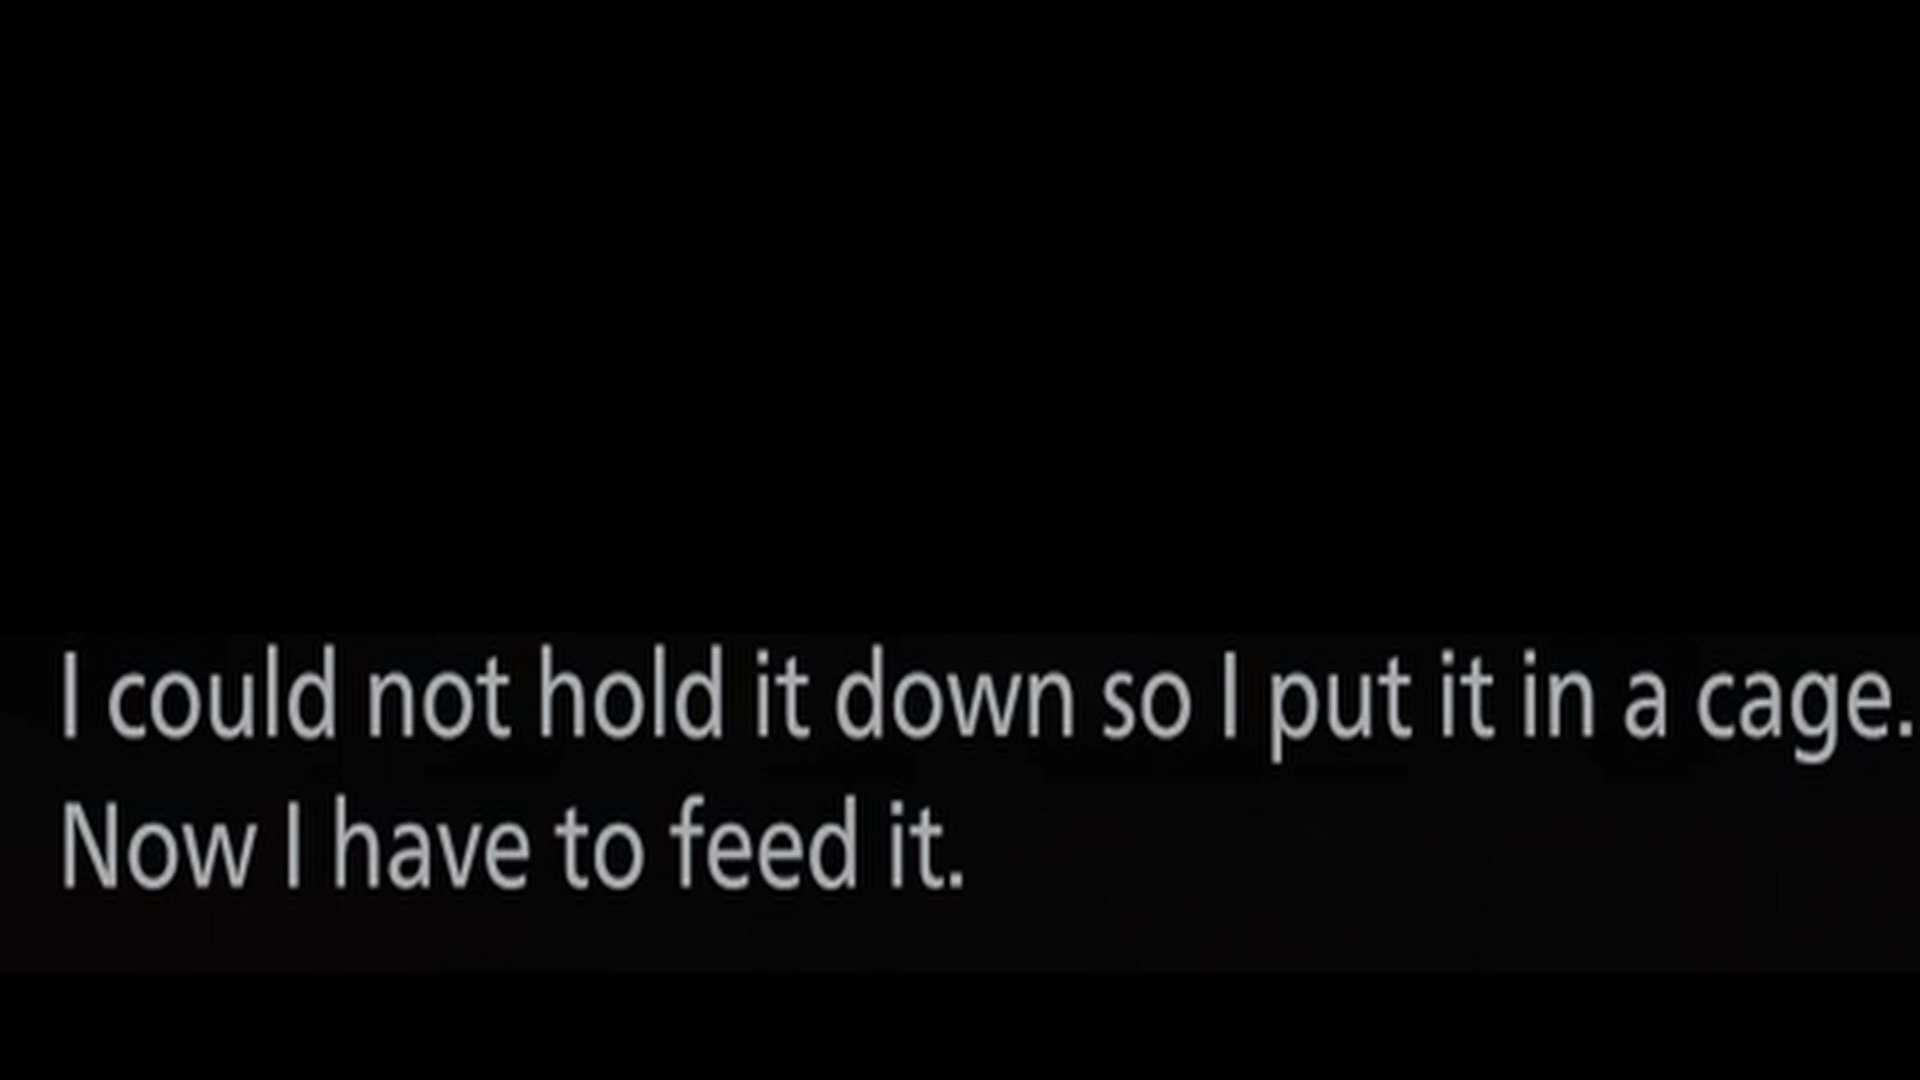 I could not hold it down so I put it in a cage.
Now I have to feed it.